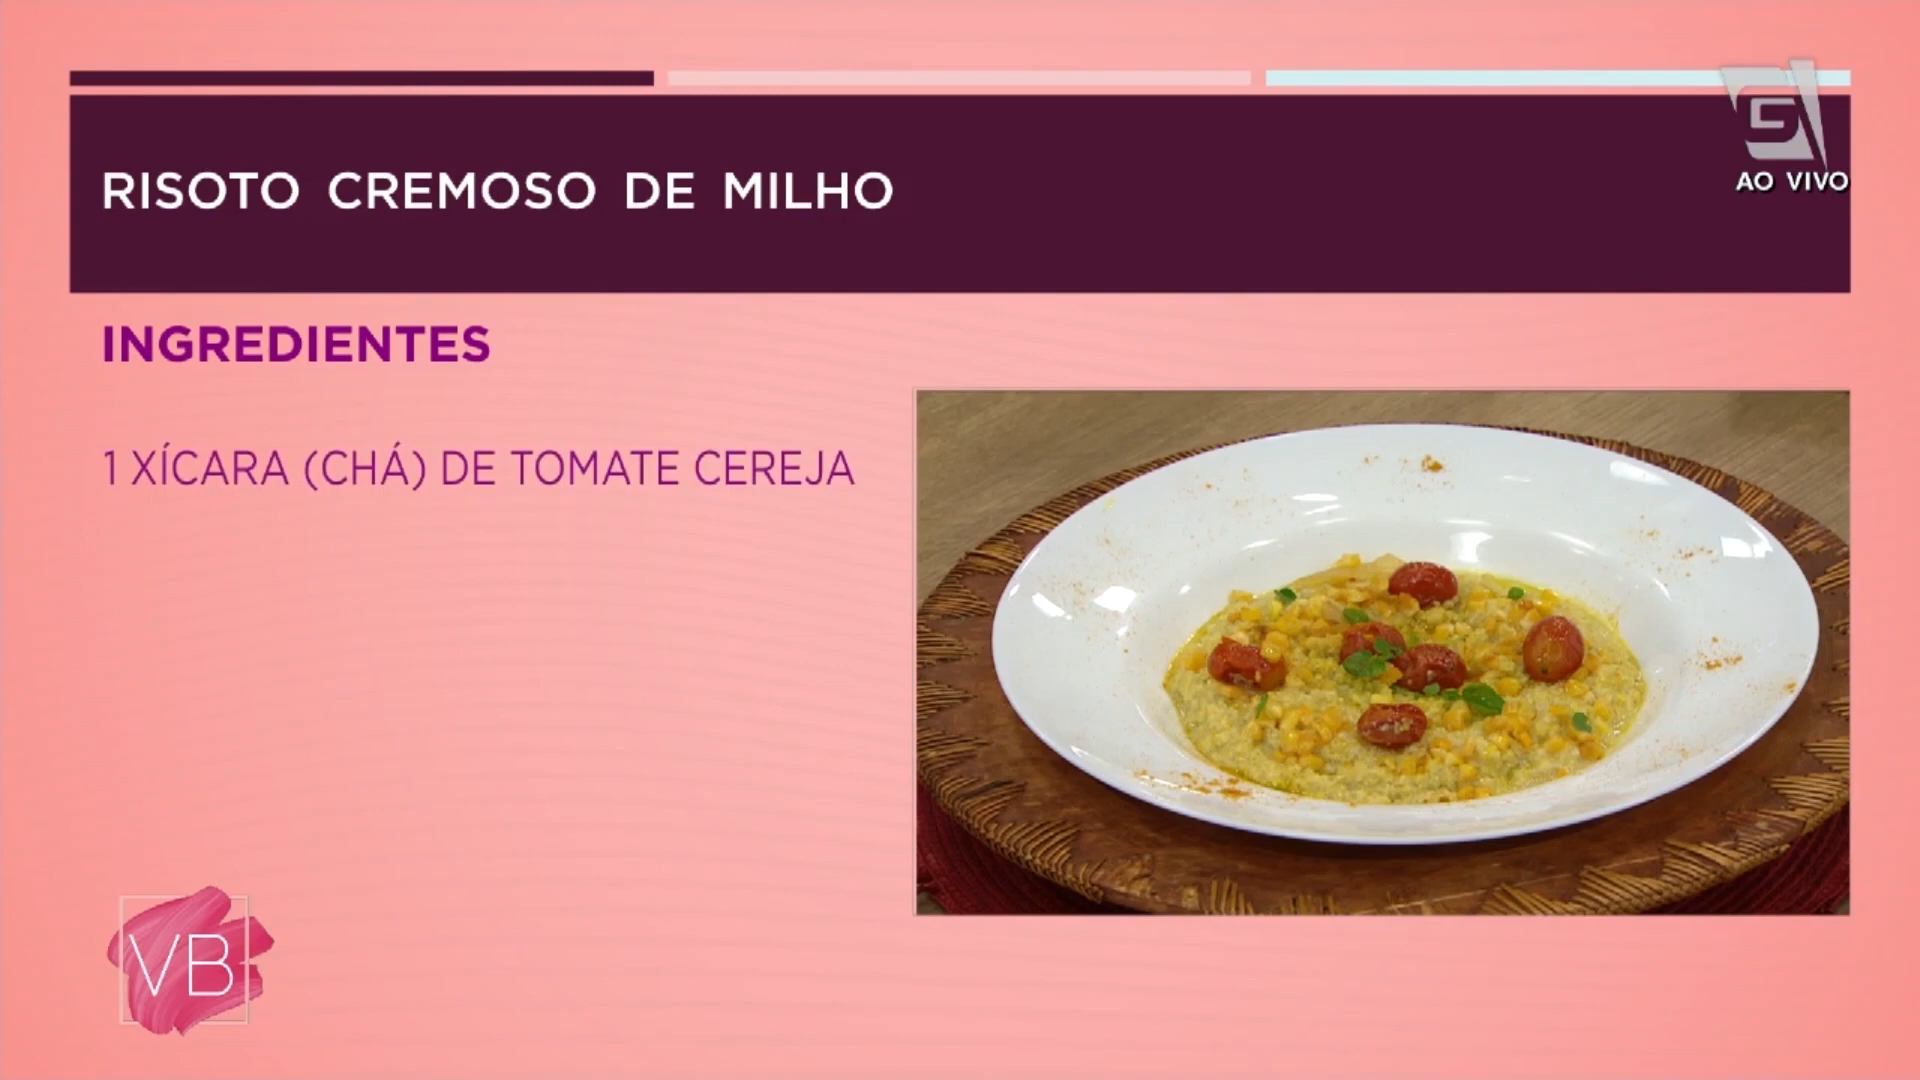 RISOTO CREMOSO DE MILHO
AO VIVO
INGREDIENTES
1 XÍCARA (CHÁ) DE TOMATE CEREJA
VB